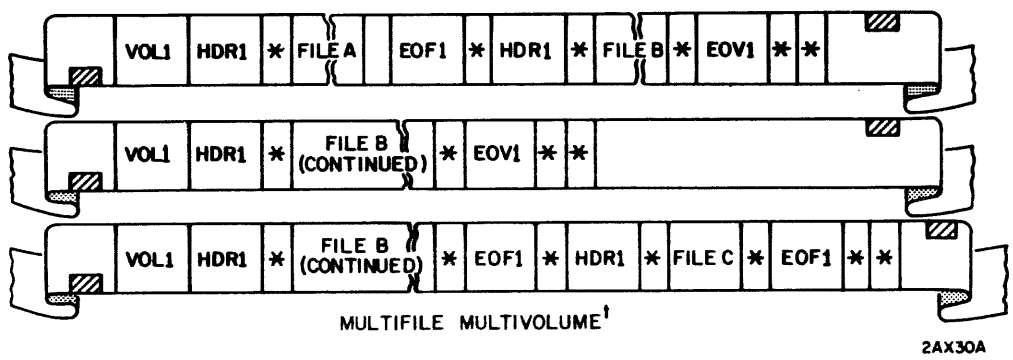 VOL1 HDR1 * FILE A EOF1 * HDR1 * FILE B * EOV1 * *
VOL1 HDR1 * FILE B (CONTINUED) * EOV1 * *
VOL1 HDR1 * FILE B (CONTINUED) * EOF1 * HDR1 * FILE C * EOF1 * *
MULTIFILE MULTIVOLUME†
2AX30A